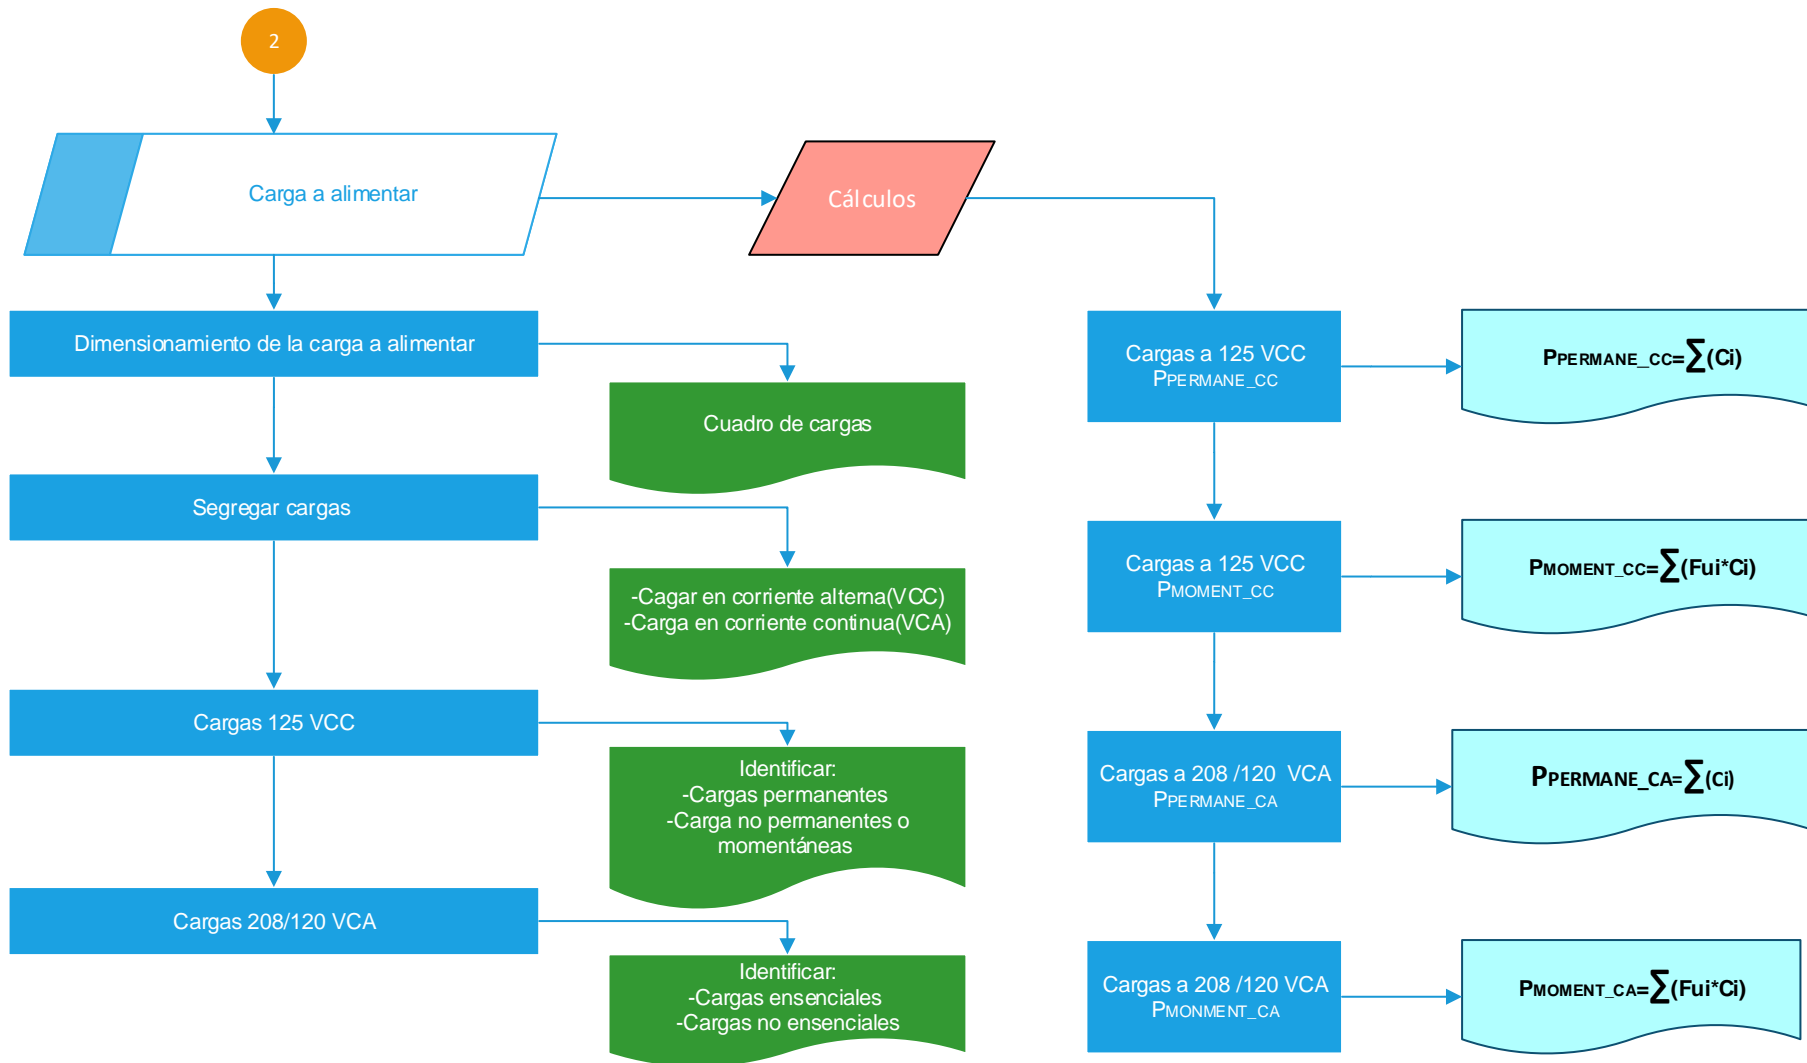 2
Carga a alimentar
Cálculos
Dimensionamiento de la carga a alimentar
Cuadro de cargas
Segregar cargas
-Cagar en corriente alterna(VCC)
-Carga en corriente continua(VCA)
Cargas 125 VCC
Identificar:
-Cargas permanentes
-Carga no permanentes o
momentáneas
Cargas 208/120 VCA
Identificar:
-Cargas ensenciales
-Cargas no ensenciales
Cargas a 125 VCC
PPERMANE_CC
PPERMANE_CC=∑(Ci)
Cargas a 125 VCC
PMOMENT_CC
PMOMENT_CC=∑(Fui*Ci)
Cargas a 208 /120 VCA
PPERMANE_CA
PPERMANE_CA=∑(Ci)
Cargas a 208 /120 VCA
PMONMENT_CA
PMOMENT_CA=∑(Fui*Ci)